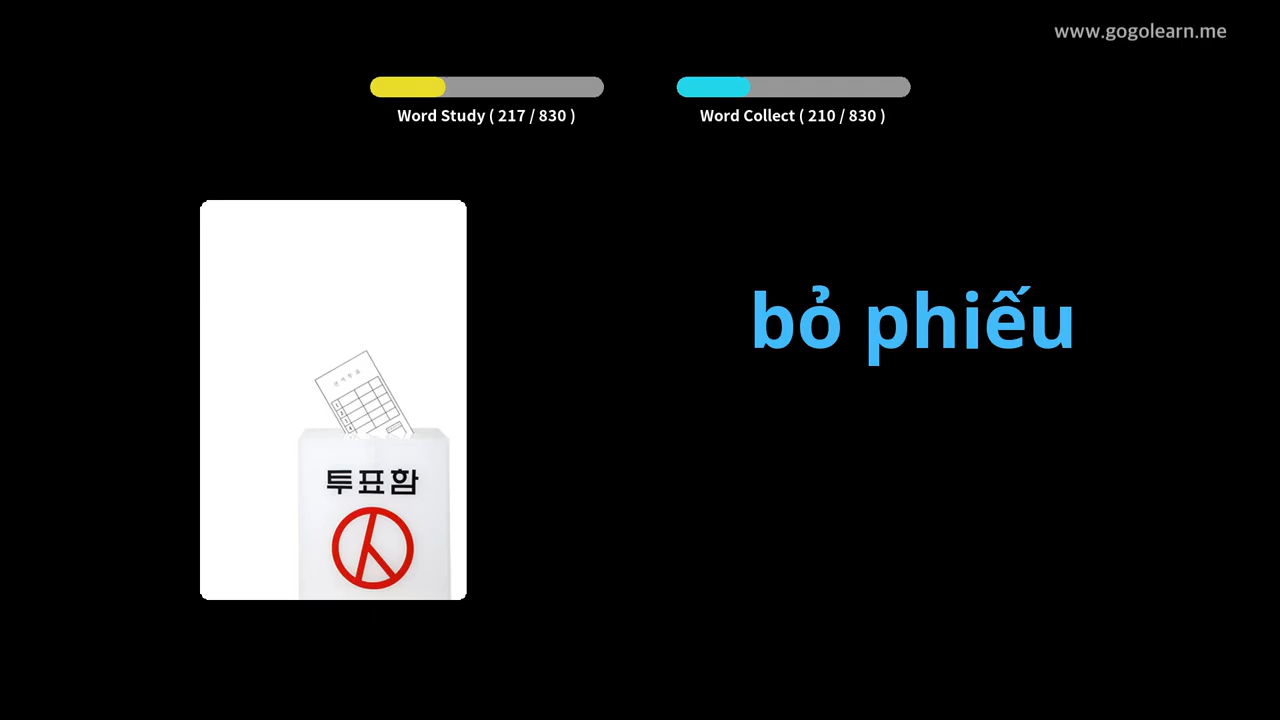 www.gogolearn.me
Word Study ( 217 / 830 )
Word Collect ( 210 / 830 )
bỏ phiếu
투표함